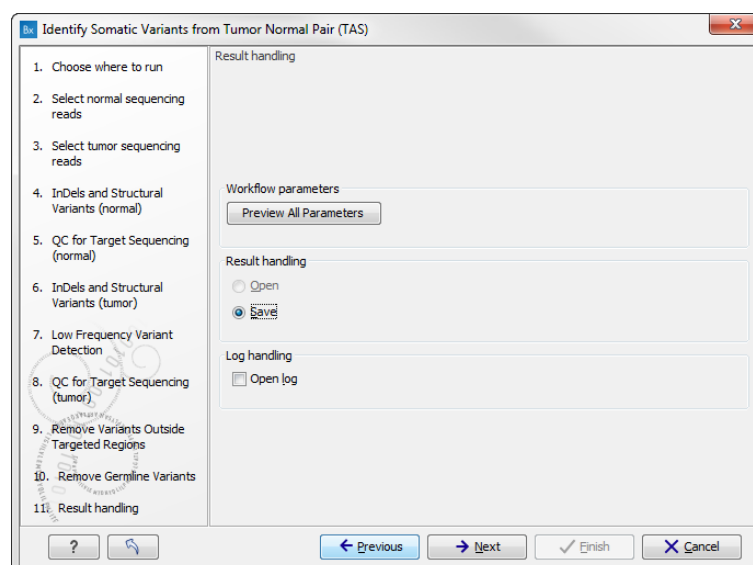 Bx Identify Somatic Variants from Tumor Normal Pair (TAS)
x
1. Choose where to run
2. Select normal sequencing
reads
3. Select tumor sequencing
reads
4. InDels and Structural
Variants (normal)
5. QC for Target Sequencing
(normal)
6. InDels and Structural
Variants (tumor)
7. Low Frequency Variant
Detection
8. QC for Target Sequencing
(tumor)
9. Remove Variants Outside
Targeted Regions
10. Remove Germline Variants
11. Result handling
Result handling
Workflow parameters
Preview All Parameters
Result handling
Open
Save
Log handling
Open log
?
Previous
Next
Finish
Cancel